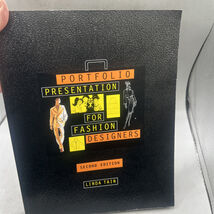 PORTFOLIO
PRESENTATION
FOR
FASHION
DESIGNERS
SECOND EDITION
LINDA TAIN